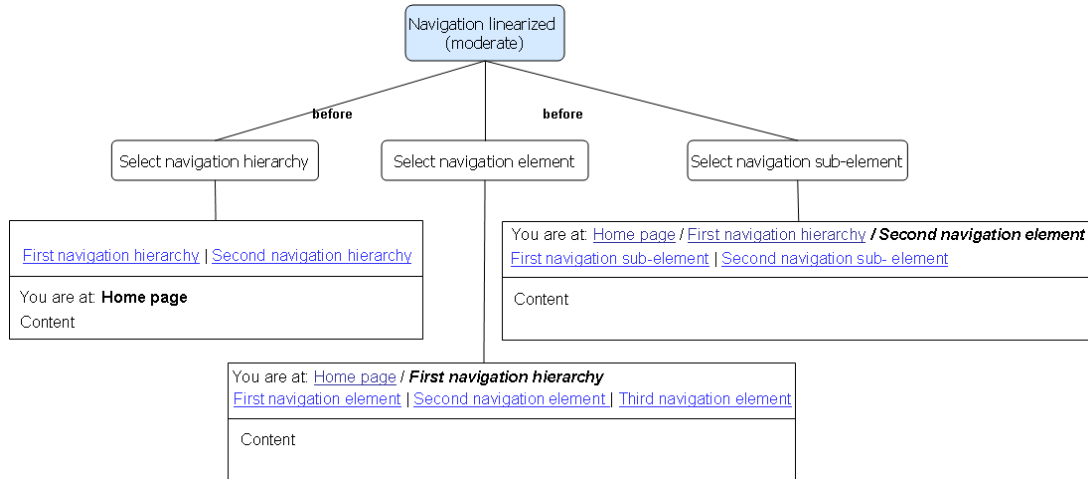 Navigation linearized
(moderate)
before
before
Select navigation hierarchy
Select navigation element
Select navigation sub-element
First navigation hierarchy | Second navigation hierarchy
You are at: Home page
Content
You are at: Home page / First navigation hierarchy / Second navigation element
First navigation sub-element | Second navigation sub- element
Content
You are at: Home page / First navigation hierarchy
First navigation element | Second navigation element | Third navigation element
Content